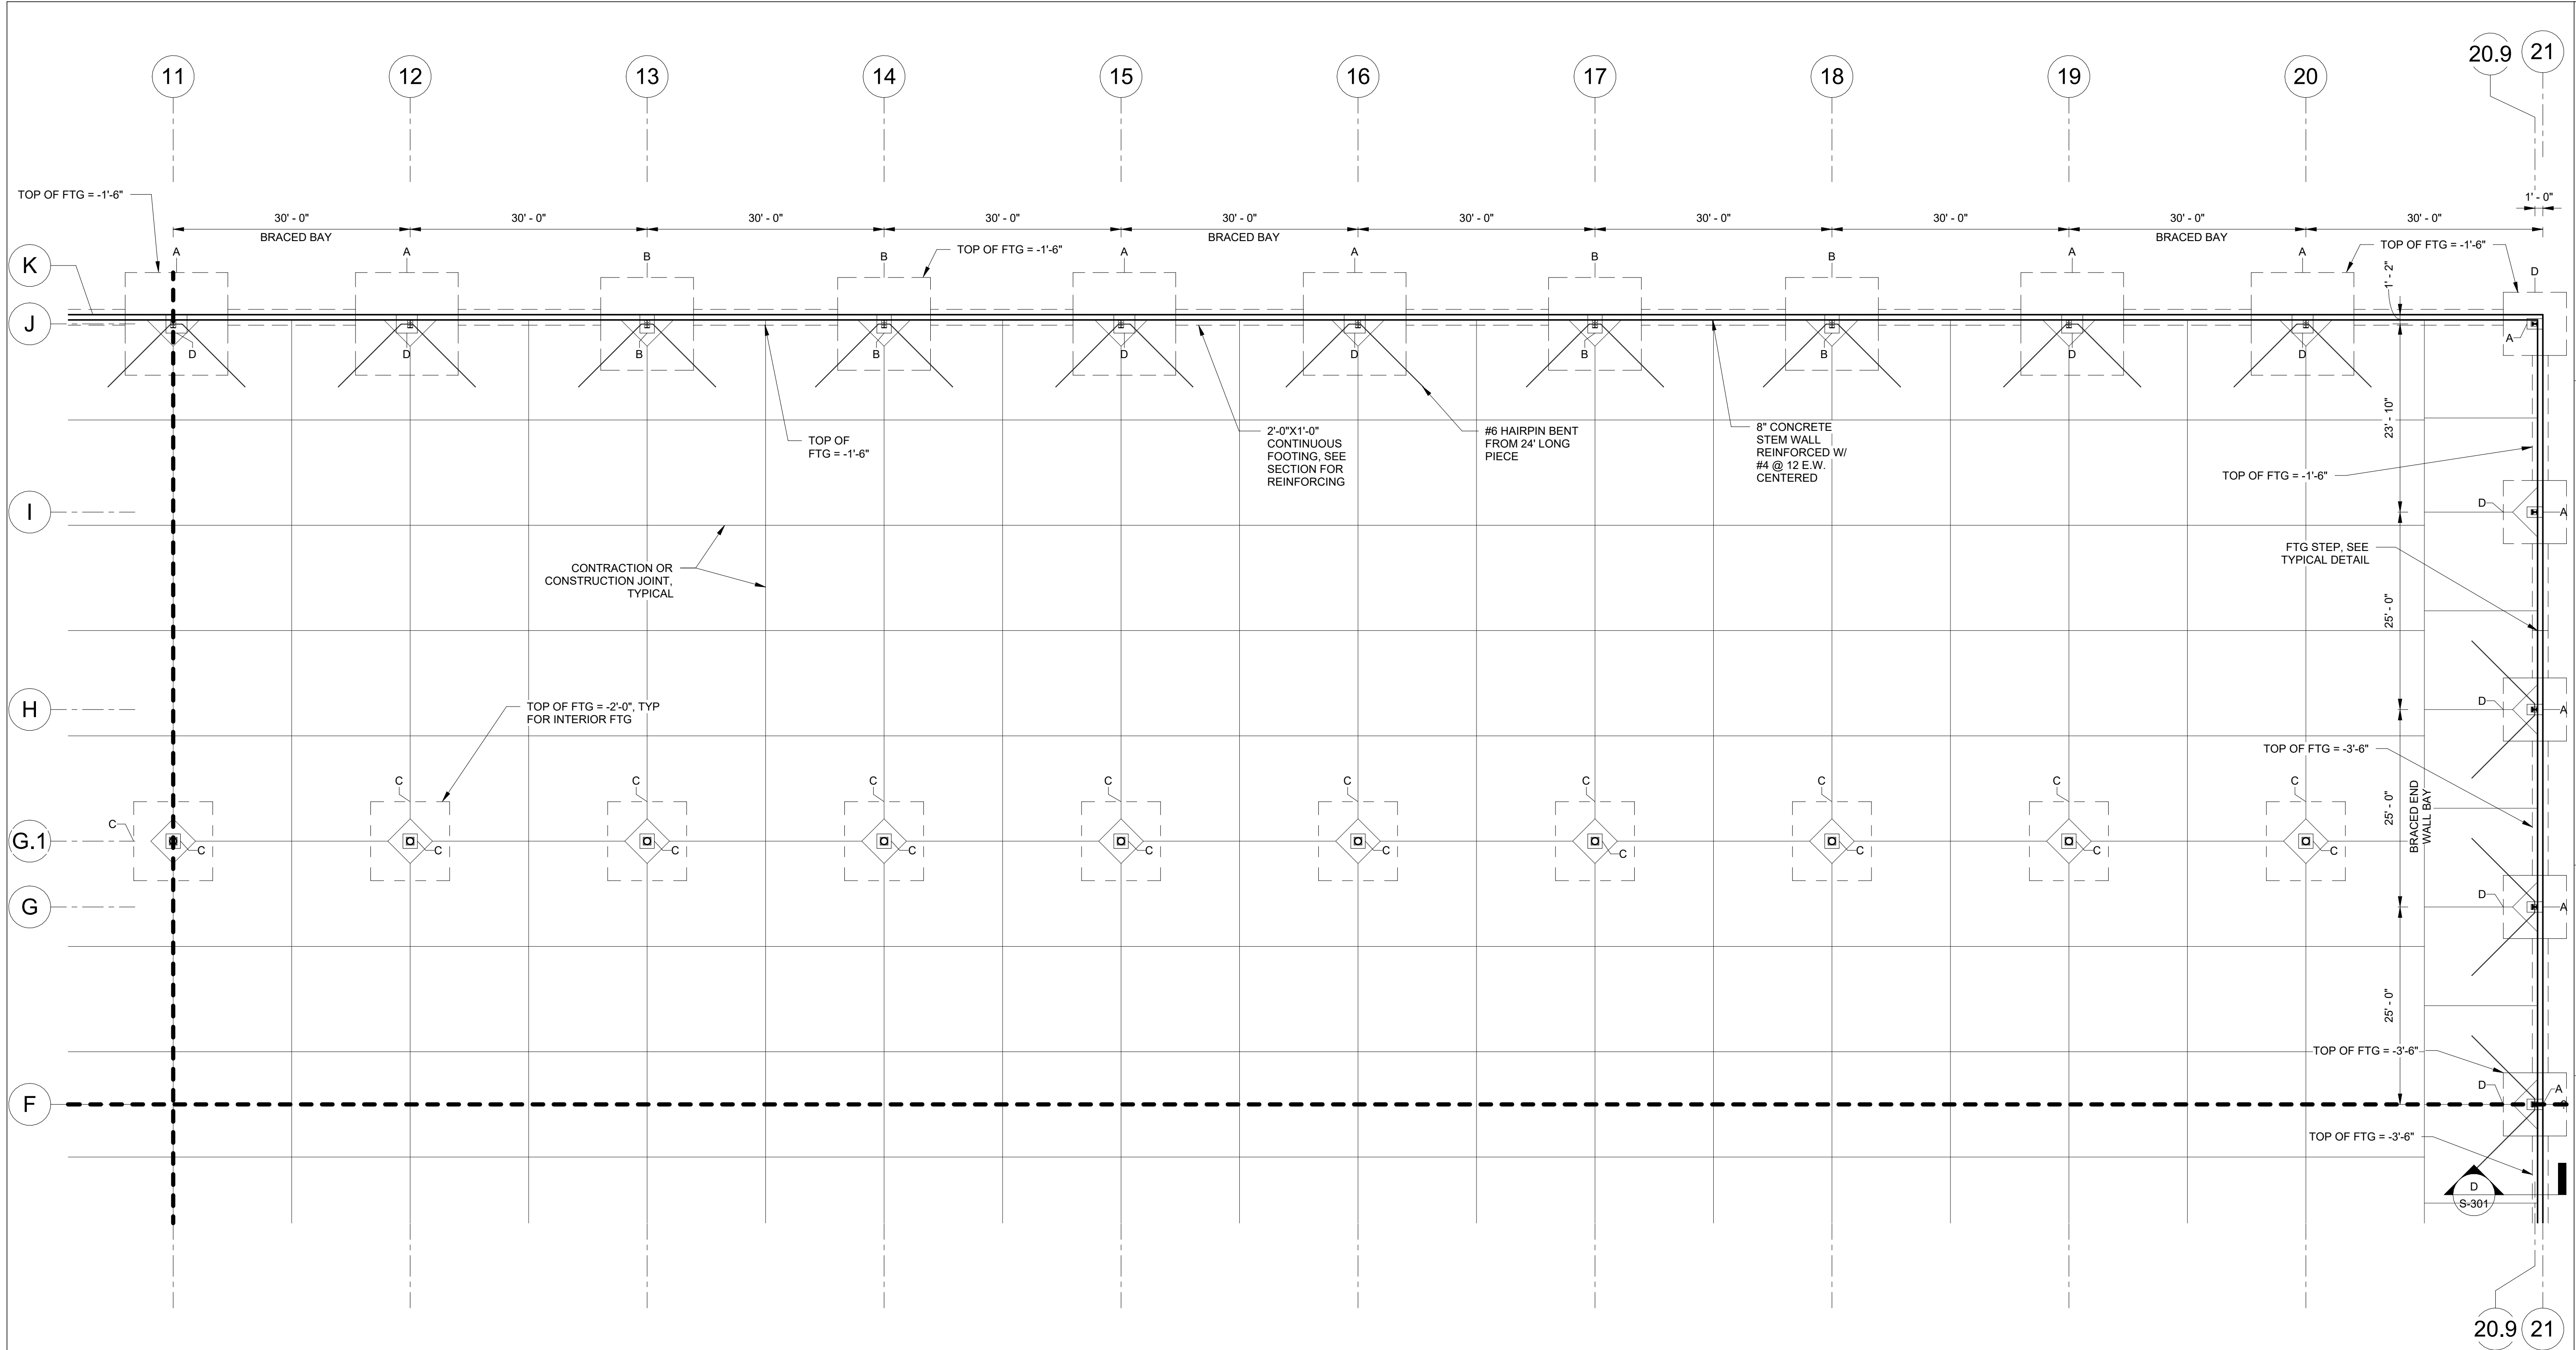 20.9
21
11
12
13
14
15
16
17
18
19
20
1' - 0"
TOP OF FTG = -1'-6"
30' - 0"
30' - 0"
30' - 0"
30' - 0"
30' - 0"
30' - 0"
30' - 0"
30' - 0"
30' - 0"
30' - 0"
BRACED BAY
BRACED BAY
BRACED BAY
TOP OF FTG = -1'-6"
TOP OF FTG = -1'-6"
K
A
A
B
B
A
A
B
B
A
A
D
1' - 2"
J
D
D
B
B
D
D
B
B
D
D
A
TOP OF
FTG = -1'-6"
2'-0"X1'-0"
CONTINUOUS
FOOTING, SEE
SECTION FOR
REINFORCING
#6 HAIRPIN BENT
FROM 24' LONG
PIECE
8" CONCRETE
STEM WALL
REINFORCED W/
#4 @ 12 E.W.
CENTERED
23' - 10"
TOP OF FTG = -1'-6"
I
D
A
CONTRACTION OR
CONSTRUCTION JOINT,
TYPICAL
FTG STEP, SEE
TYPICAL DETAIL
25' - 0"
H
TOP OF FTG = -2'-0", TYP
FOR INTERIOR FTG
D
A
TOP OF FTG = -3'-6"
C
C
C
C
C
C
C
C
C
25' - 0"
BRACED END
WALL BAY
G.1
C
C
C
C
C
C
C
C
C
C
C
G
D
A
25' - 0"
TOP OF FTG = -3'-6"
F
D
A
TOP OF FTG = -3'-6"
D
S-301
20.9
21